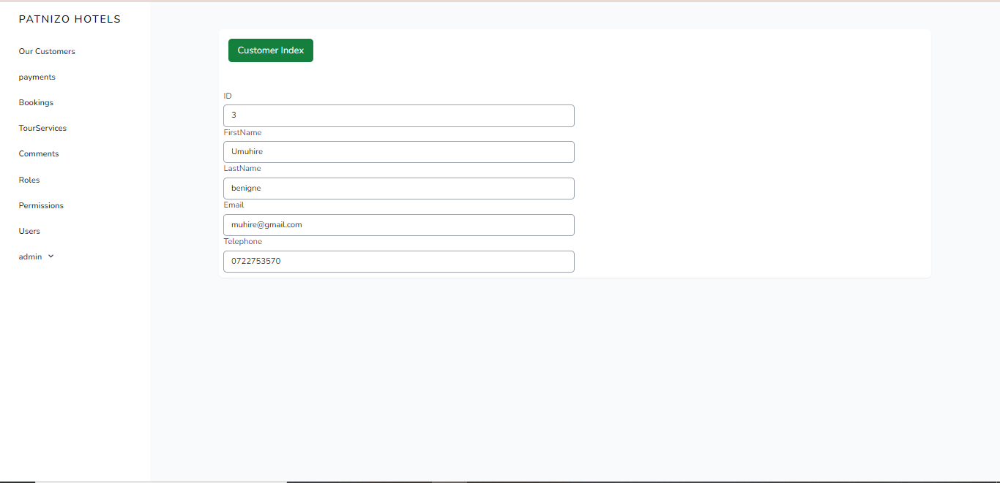 PATNIZO HOTELS
Our Customers
payments
Bookings
TourServices
Comments
Roles
Permissions
Users
admin
Customer Index
ID
3
FirstName
Umuhire
LastName
benigne
Email
muhire@gmail.com
Telephone
0722753570